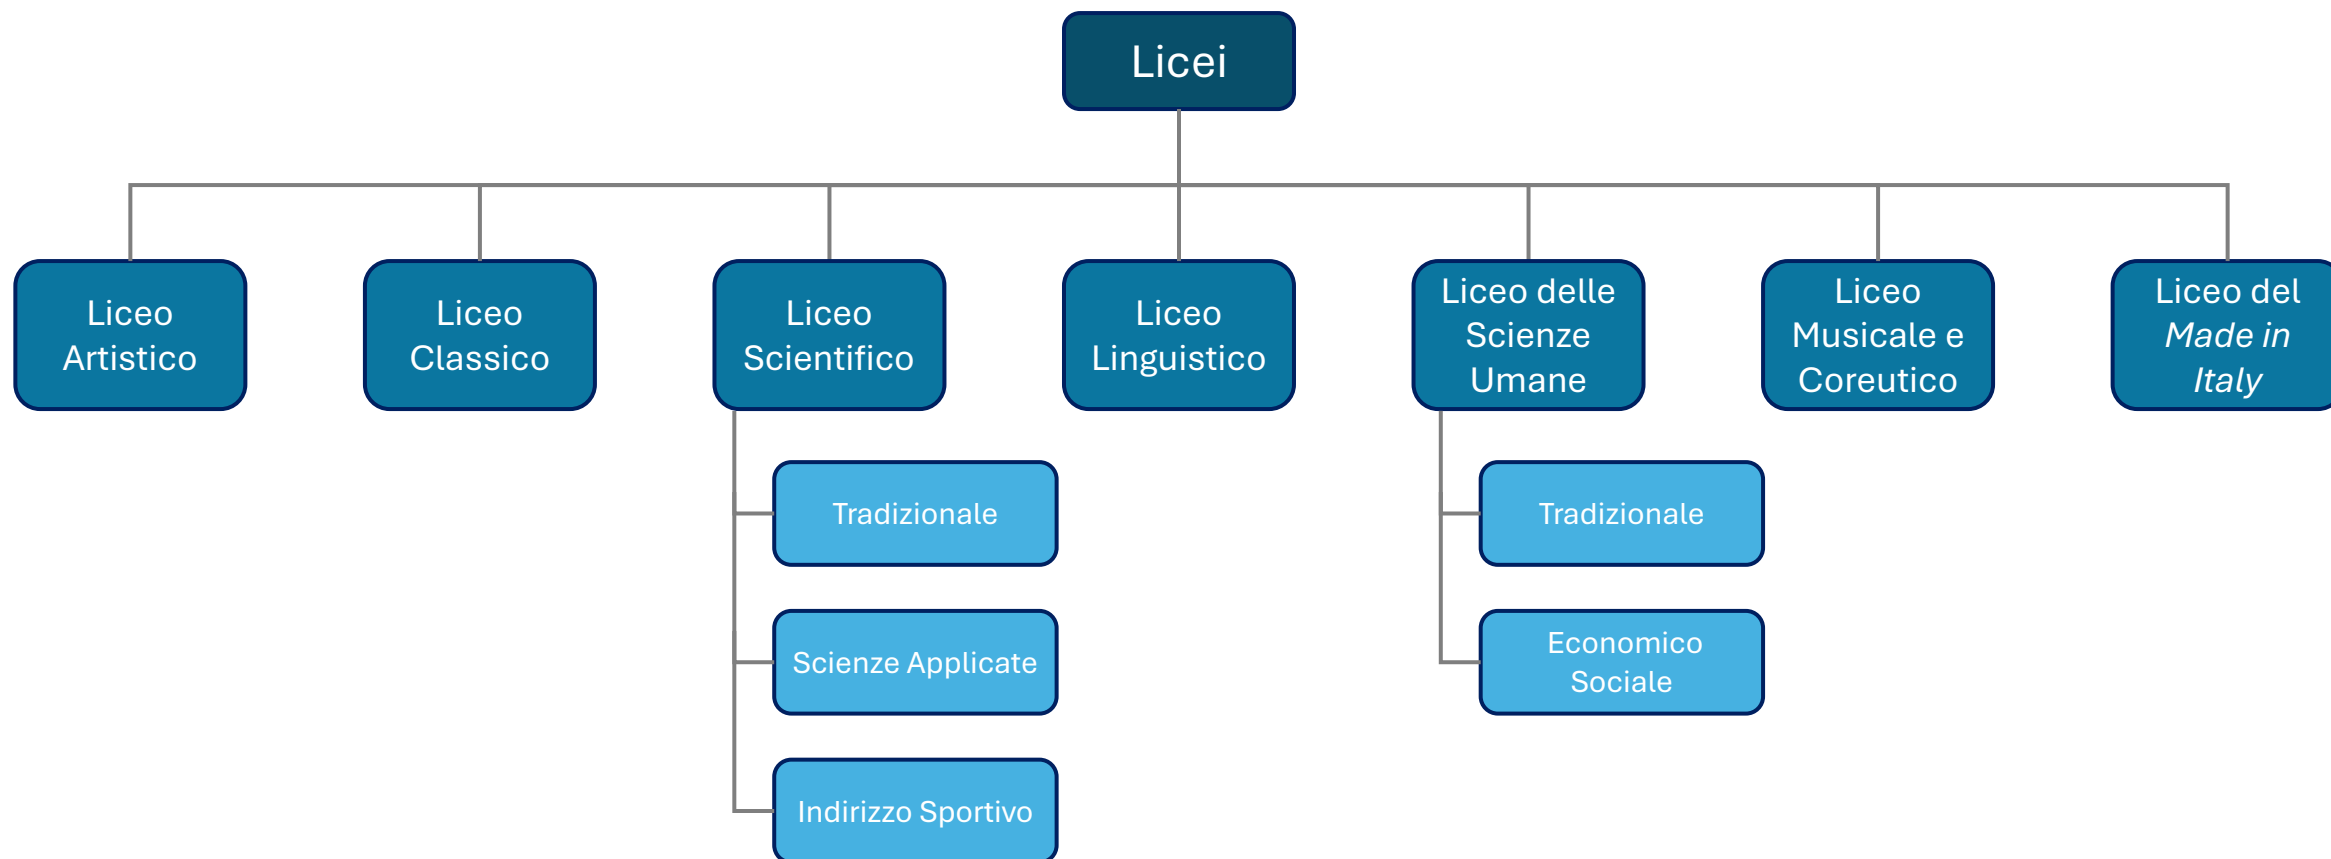 Licei
Liceo
Artistico
Liceo
Classico
Liceo
Scientifico
Liceo
Linguistico
Liceo delle
Scienze
Umane
Liceo
Musicale e
Coreutico
Liceo del
Made in
Italy
Tradizionale
Scienze Applicate
Indirizzo Sportivo
Tradizionale
Economico
Sociale